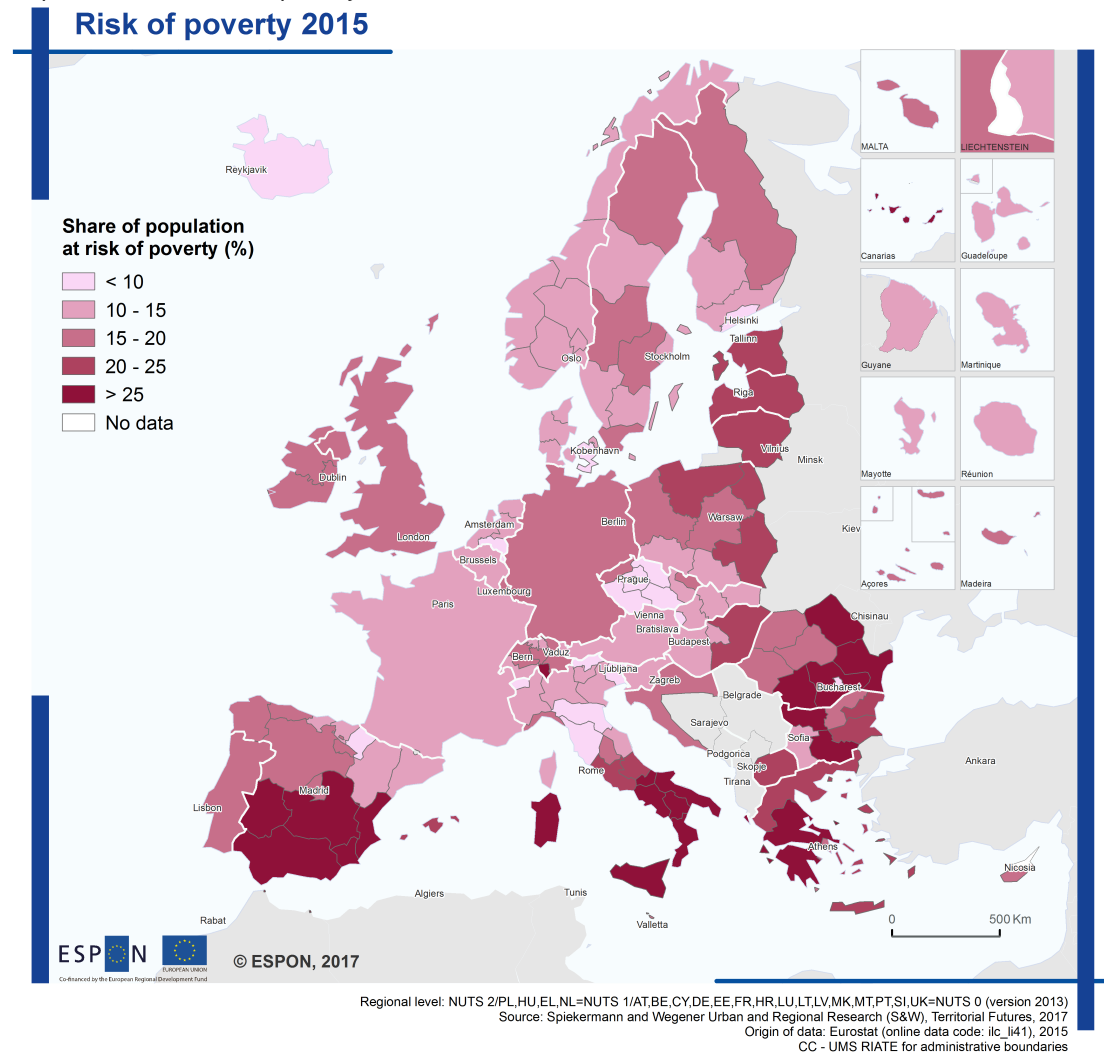 Risk of poverty 2015
Share of population
at risk of poverty (%)
< 10
10 - 15
15 - 20
20 - 25
> 25
No data
MALTA
LIECHTENSTEIN
Canarias
Guadeloupe
Guyane
Martinique
Mayotte
Réunion
Açores
Madeira
Reykjavik
Helsinki
Tallinn
Oslo
Stockholm
Riga
Kobenhavn
Vilnius
Minsk
Dublin
Amsterdam
Berlin
Warsaw
London
Kiev
Brussels
Prague
Luxembourg
Paris
Vienna
Chisinau
Bratislava
Budapest
Bern
Vaduz
Ljubljana
Zagreb
Bucharest
Belgrade
Sarajevo
Sofia
Podgorica
Skopje
Rome
Tirana
Ankara
Madrid
Lisbon
Athens
Nicosia
Algiers
Tunis
Rabat
Valletta
0 500 Km
ESPON
EUROPEAN UNION
Co-financed by the European Regional Development Fund
© ESPON, 2017
Regional level: NUTS 2/PL,HU,EL,NL=NUTS 1/AT,BE,CY,DE,EE,FR,HR,LU,LT,LV,MK,MT,PT,SI,UK=NUTS 0 (version 2013)
Source: Spiekermann and Wegener Urban and Regional Research (S&W), Territorial Futures, 2017
Origin of data: Eurostat (online data code: ilc_li41), 2015
CC - UMS RIATE for administrative boundaries